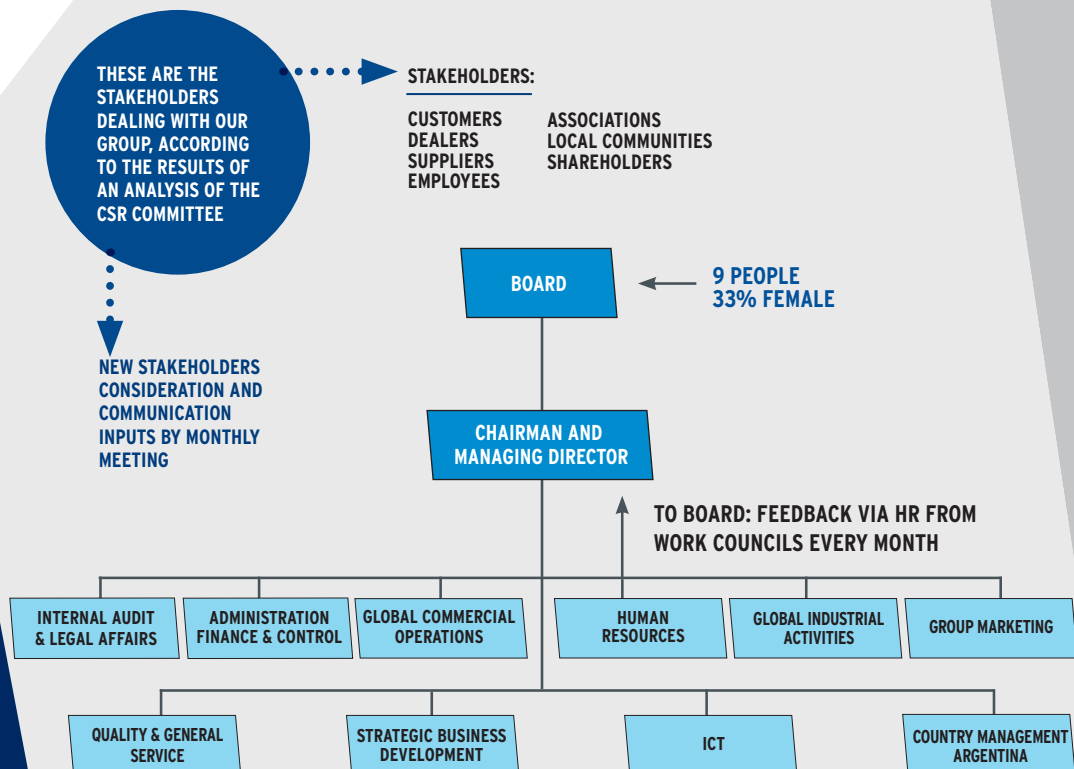 THESE ARE THE
STAKEHOLDERS
DEALING WITH OUR
GROUP, ACCORDING
TO THE RESULTS OF
AN ANALYSIS OF THE
CSR COMMITTEE
STAKEHOLDERS:
CUSTOMERS
DEALERS
SUPPLIERS
EMPLOYEES
ASSOCIATIONS
LOCAL COMMUNITIES
SHAREHOLDERS
NEW STAKEHOLDERS
CONSIDERATION AND
COMMUNICATION
INPUTS BY MONTHLY
MEETING
BOARD
9 PEOPLE
33% FEMALE
CHAIRMAN AND
MANAGING DIRECTOR
TO BOARD: FEEDBACK VIA HR FROM
WORK COUNCILS EVERY MONTH
INTERNAL AUDIT
& LEGAL AFFAIRS
ADMINISTRATION
FINANCE & CONTROL
GLOBAL COMMERCIAL
OPERATIONS
HUMAN
RESOURCES
GLOBAL INDUSTRIAL
ACTIVITIES
GROUP MARKETING
QUALITY & GENERAL
SERVICE
STRATEGIC BUSINESS
DEVELOPMENT
ICT
COUNTRY MANAGEMENT
ARGENTINA